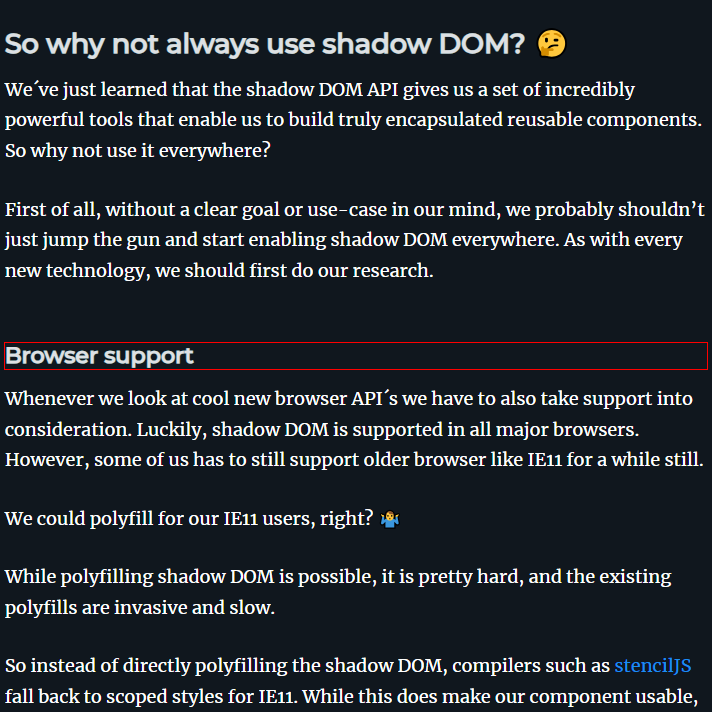 So why not always use shadow DOM? 🤔
We´ve just learned that the shadow DOM API gives us a set of incredibly
powerful tools that enable us to build truly encapsulated reusable components.
So why not use it everywhere?
First of all, without a clear goal or use-case in our mind, we probably shouldn’t
just jump the gun and start enabling shadow DOM everywhere. As with every
new technology, we should first do our research.
Browser support
Whenever we look at cool new browser API´s we have to also take support into
consideration. Luckily, shadow DOM is supported in all major browsers.
However, some of us has to still support older browser like IE11 for a while still.
We could polyfill for our IE11 users, right? 🤷
While polyfilling shadow DOM is possible, it is pretty hard, and the existing
polyfills are invasive and slow.
So instead of directly polyfilling the shadow DOM, compilers such as stencilJS
fall back to scoped styles for IE11. While this does make our component usable,